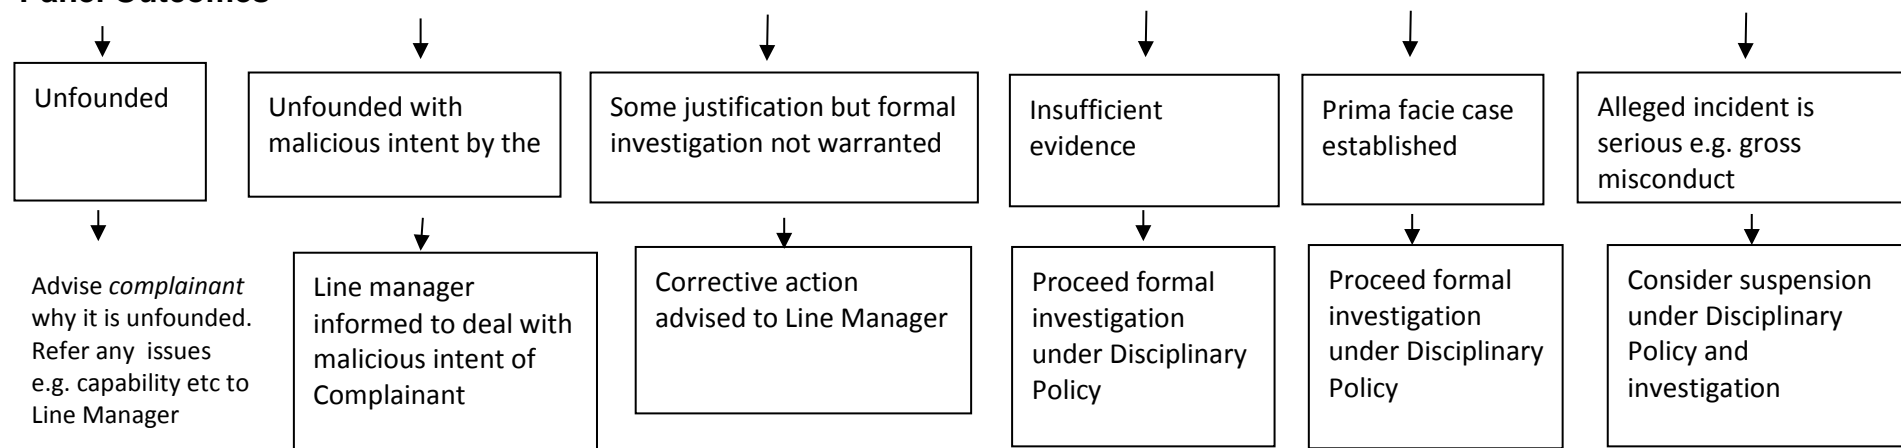 Panel Outcomes
Unfounded
Unfounded with
malicious intent by the
Some justification but formal
investigation not warranted
Insufficient
evidence
Prima facie case
established
Alleged incident is
serious e.g. gross
misconduct
Advise complainant
why it is unfounded.
Refer any issues
e.g. capability etc to
Line Manager
Line manager
informed to deal with
malicious intent of
Complainant
Corrective action
advised to Line Manager
Proceed formal
investigation
under Disciplinary
Policy
Proceed formal
investigation
under Disciplinary
Policy
Consider suspension
under Disciplinary
Policy and
investigation